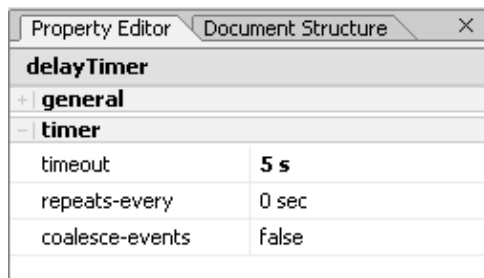 Property Editor Document Structure
delayTimer
general
timer
timeout 5 s
repeats-every 0 sec
coalesce-events false